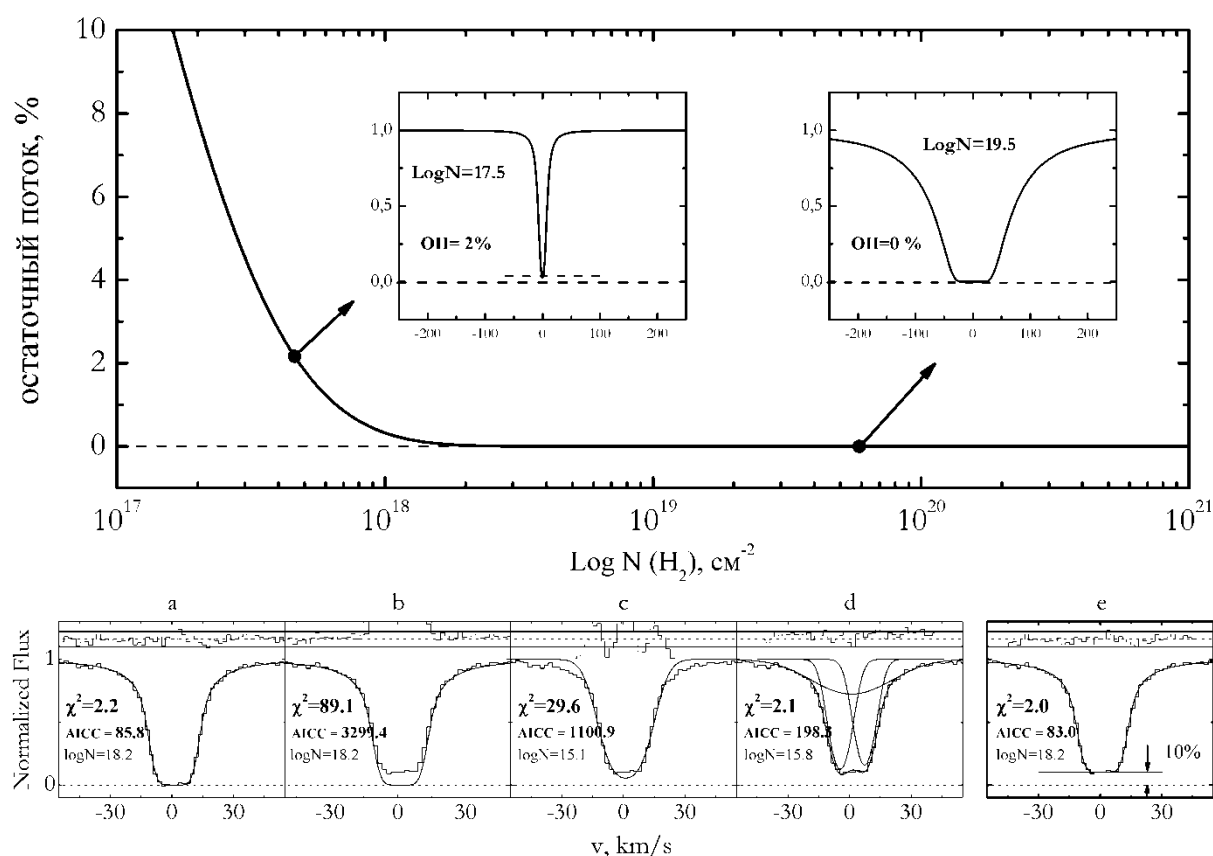 остаточный поток, %
10
8
6
4
2
0
10^17
10^18
10^19
10^20
10^21
Log N (H₂), см⁻²
1,0
LogN=17.5
0,5
OII= 2%
0,0
-200
-100
0
100
200
1,0
LogN=19.5
0,5
OII=0 %
0,0
-200
-100
0
100
200
a
b
c
d
e
Normalized Flux
1
0
χ²=2.2
AICC = 85.8
logN=18.2
χ²=89.1
AICC = 3299.4
logN=18.2
χ²=29.6
AICC = 1100.9
logN=15.1
χ²=2.1
AICC = 198.3
logN=15.8
χ²=2.0
AICC = 83.0
logN=18.2
10%
-30 0 30
-30 0 30
-30 0 30
-30 0 30
-30 0 30
v, km/s